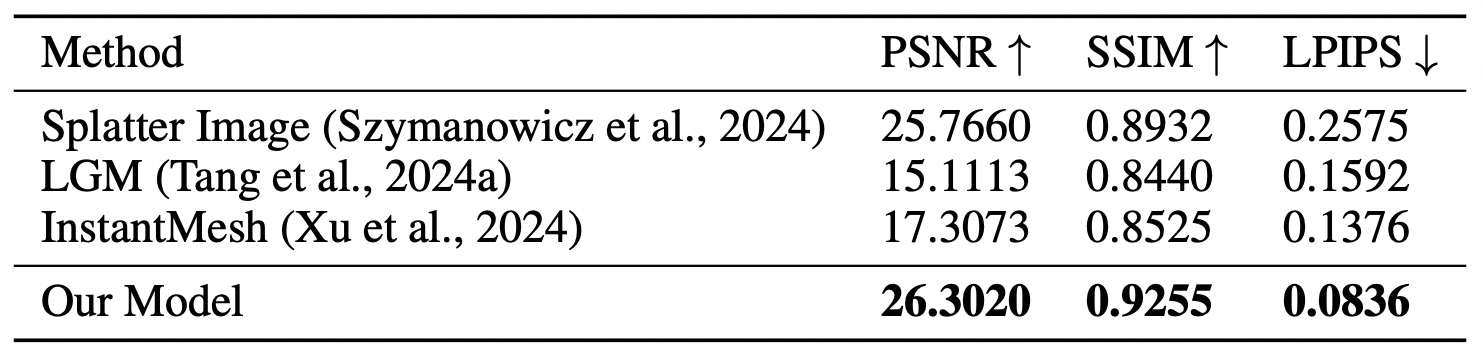 Method PSNR ↑ SSIM ↑ LPIPS ↓
Splatter Image (Szymanowicz et al., 2024) 25.7660 0.8932 0.2575
LGM (Tang et al., 2024a) 15.1113 0.8440 0.1592
InstantMesh (Xu et al., 2024) 17.3073 0.8525 0.1376
Our Model 26.3020 0.9255 0.0836